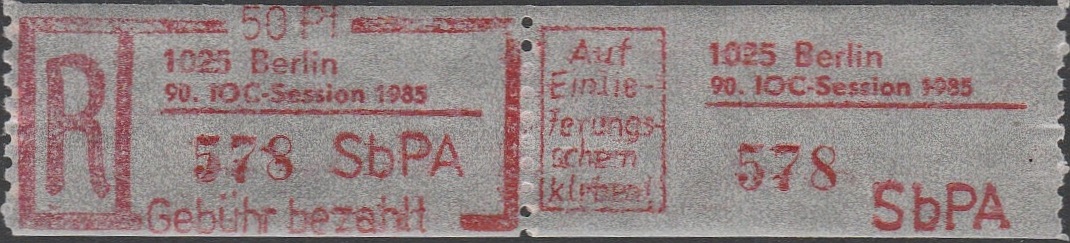 50 Pf
R
1025 Berlin
90. IOC-Session 1985
578 SbPA
Gebühr bezahlt
Auf
Einlie-
ferungs-
schein
kleben!
1025 Berlin
90. IOC-Session 1985
578
SbPA